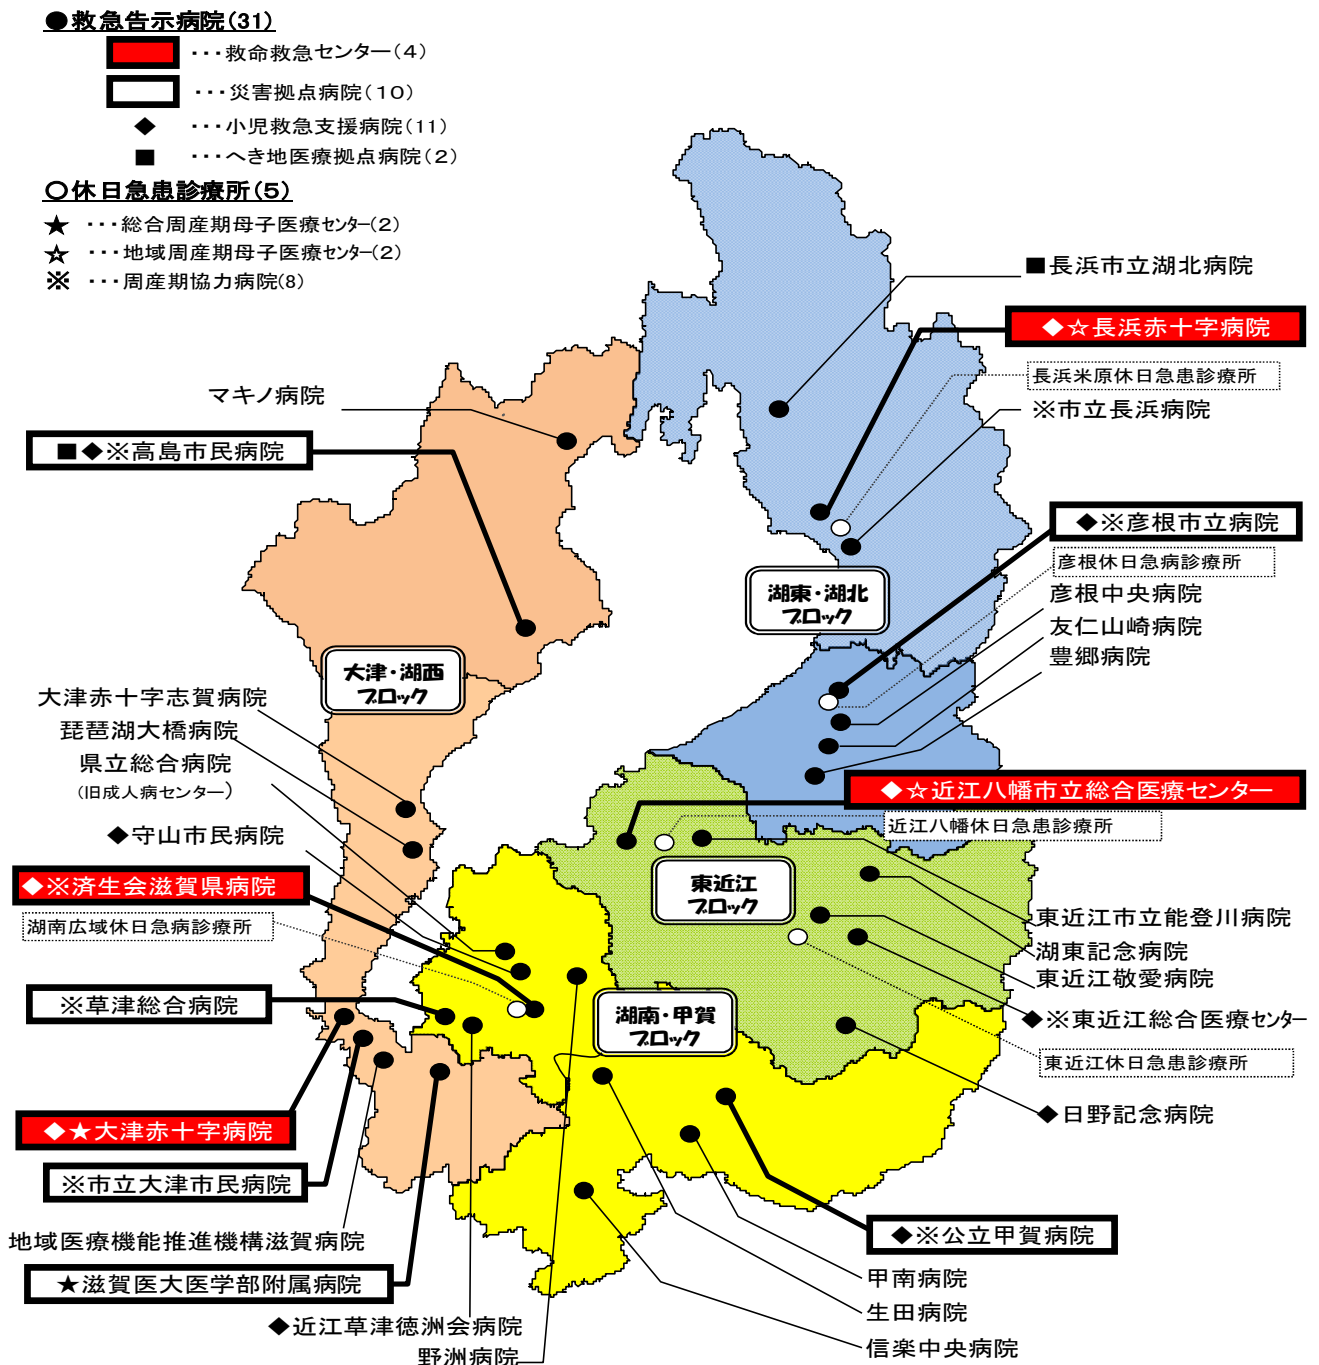 ●救急告示病院(31)
・・・救命救急センター(4)
・・・災害拠点病院(10)
◆ ・・・小児救急支援病院(11)
■ ・・・へき地医療拠点病院(2)
○休日急患診療所(5)
★ ・・・総合周産期母子医療センター(2)
☆ ・・・地域周産期母子医療センター(2)
※ ・・・周産期協力病院(8)
■長浜市立湖北病院
◆☆長浜赤十字病院
長浜米原休日急患診療所
※市立長浜病院
マキノ病院
■◆※高島市民病院
◆※彦根市立病院
彦根休日急病診療所
彦根中央病院
友仁山崎病院
豊郷病院
湖東・湖北
ブロック
大津・湖西
ブロック
大津赤十字志賀病院
琵琶湖大橋病院
県立総合病院
(旧成人病センター)
◆守山市民病院
◆※済生会滋賀県病院
湖南広域休日急病診療所
※草津総合病院
◆☆近江八幡市立総合医療センター
近江八幡休日急患診療所
東近江
ブロック
東近江市立能登川病院
湖東記念病院
東近江敬愛病院
◆※東近江総合医療センター
東近江休日急患診療所
◆日野記念病院
湖南・甲賀
ブロック
◆★大津赤十字病院
※市立大津市民病院
地域医療機能推進機構滋賀病院
★滋賀医大医学部附属病院
◆近江草津徳洲会病院
野洲病院
◆※公立甲賀病院
甲南病院
生田病院
信楽中央病院